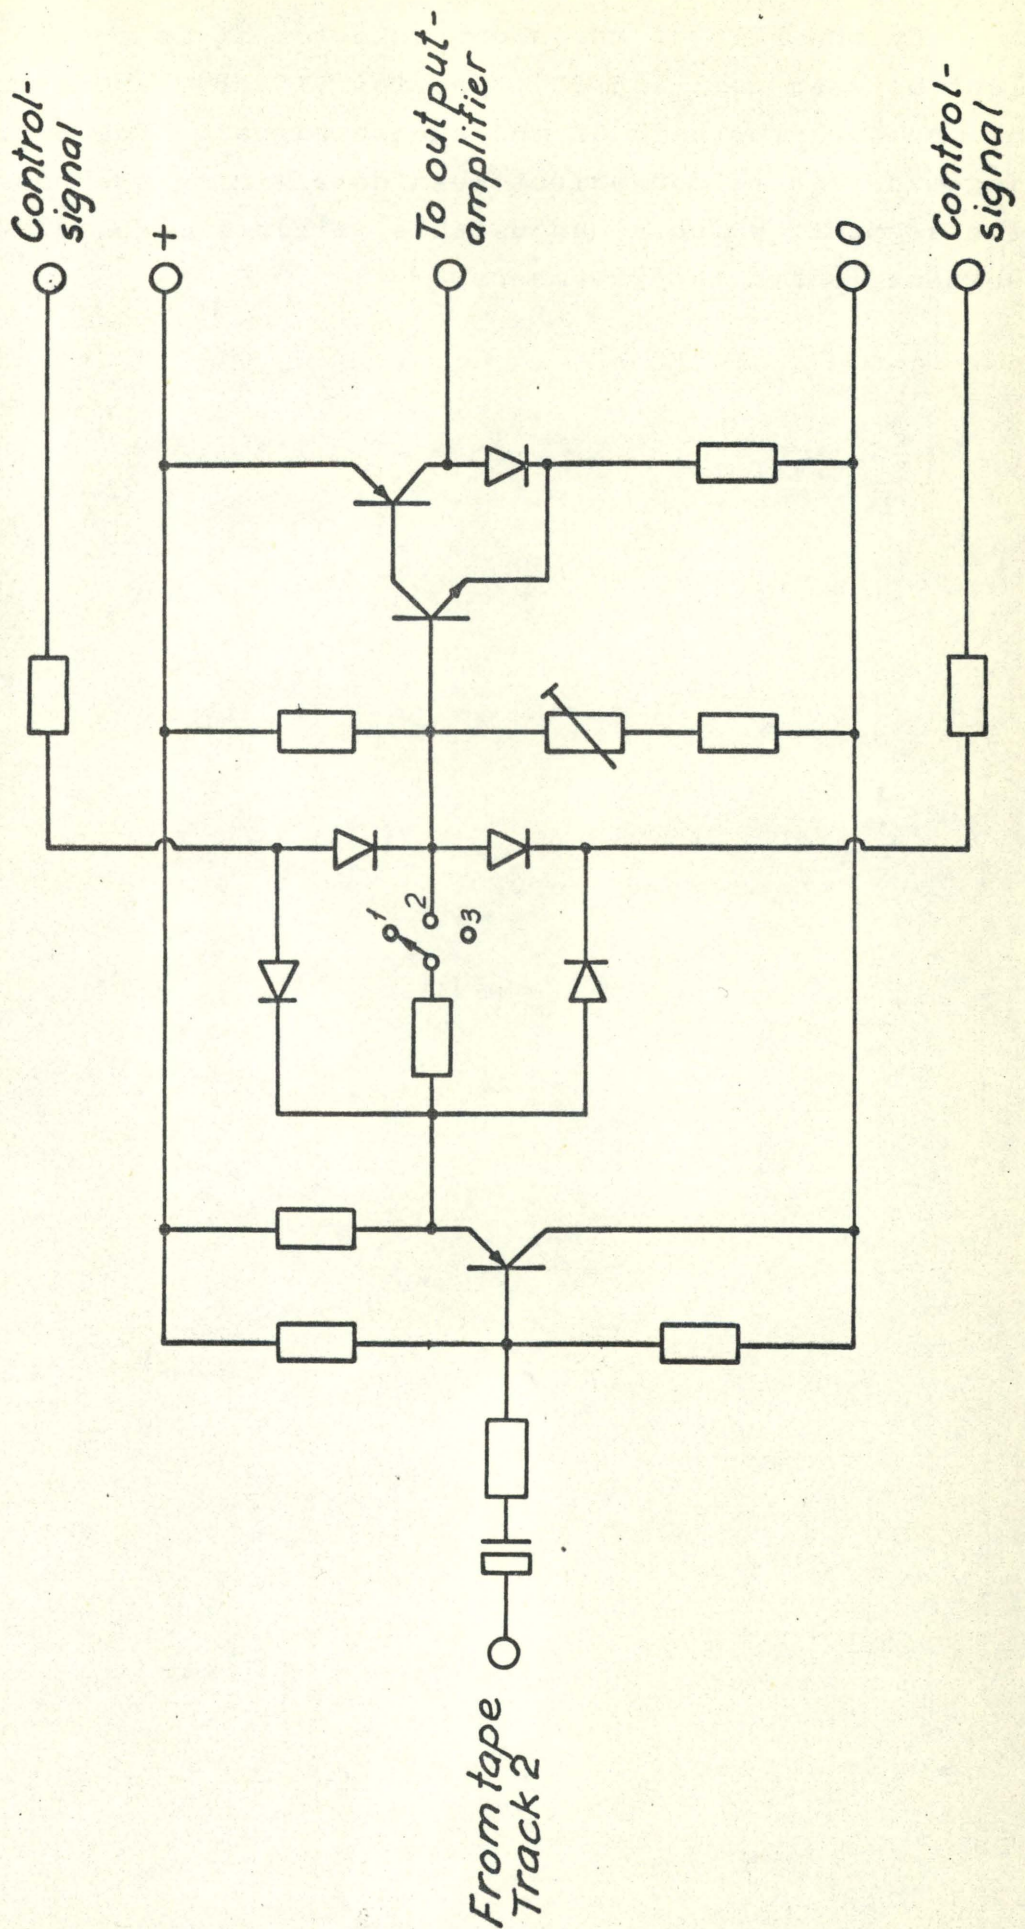 Control-
signal
+
To output-
amplifier
0
Control-
signal
1
2
3
From tape
Track 2